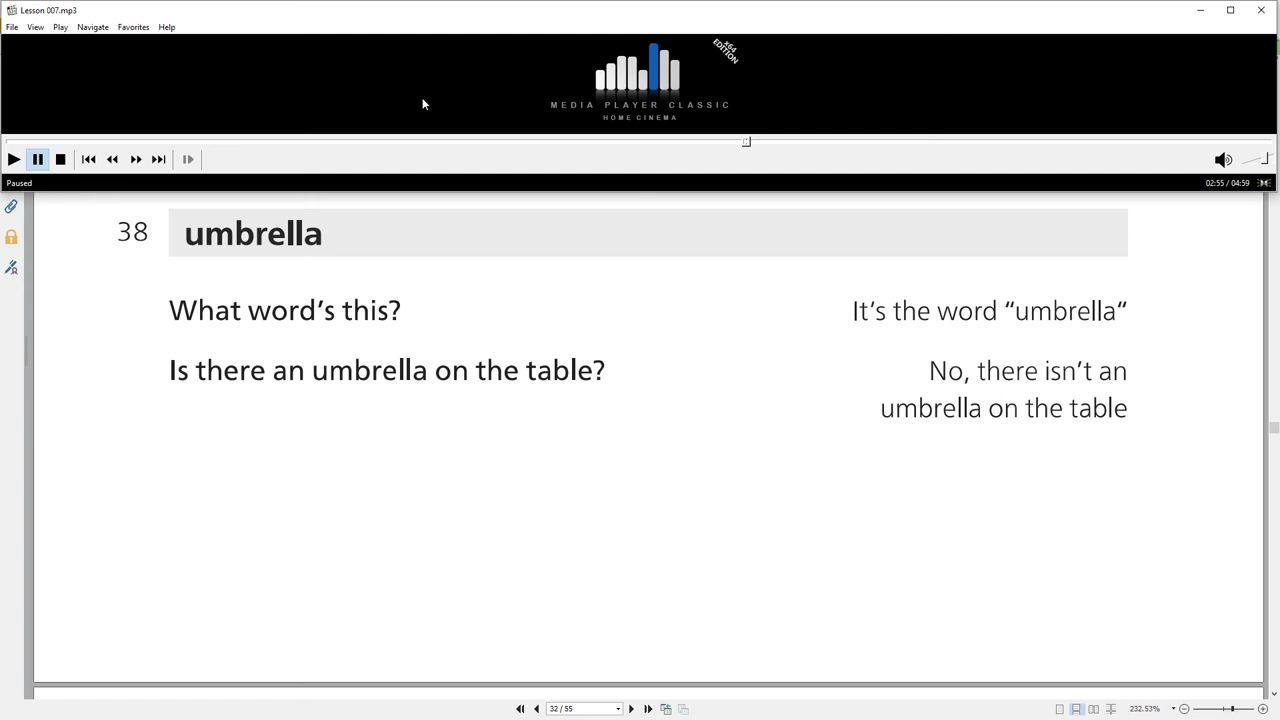 Lesson 007.mp3
File View Play Navigate Favorites Help
x64
EDITION
MEDIA PLAYER CLASSIC
HOME CINEMA
Paused
02:55 / 04:59
38 umbrella
What word's this?
It's the word “umbrella“
Is there an umbrella on the table?
No, there isn't an
umbrella on the table
32 / 55
232.53%